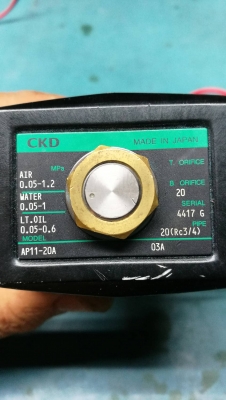 CKD MADE IN JAPAN
MPa T. ORIFICE
AIR
0.05-1.2 B ORIFICE
WATER 20
0.05-1 SERIAL
LT.OIL 4417 G
0.05-0.6 PIPE
MODEL 20(Rc3/4)
AP11-20A 03A